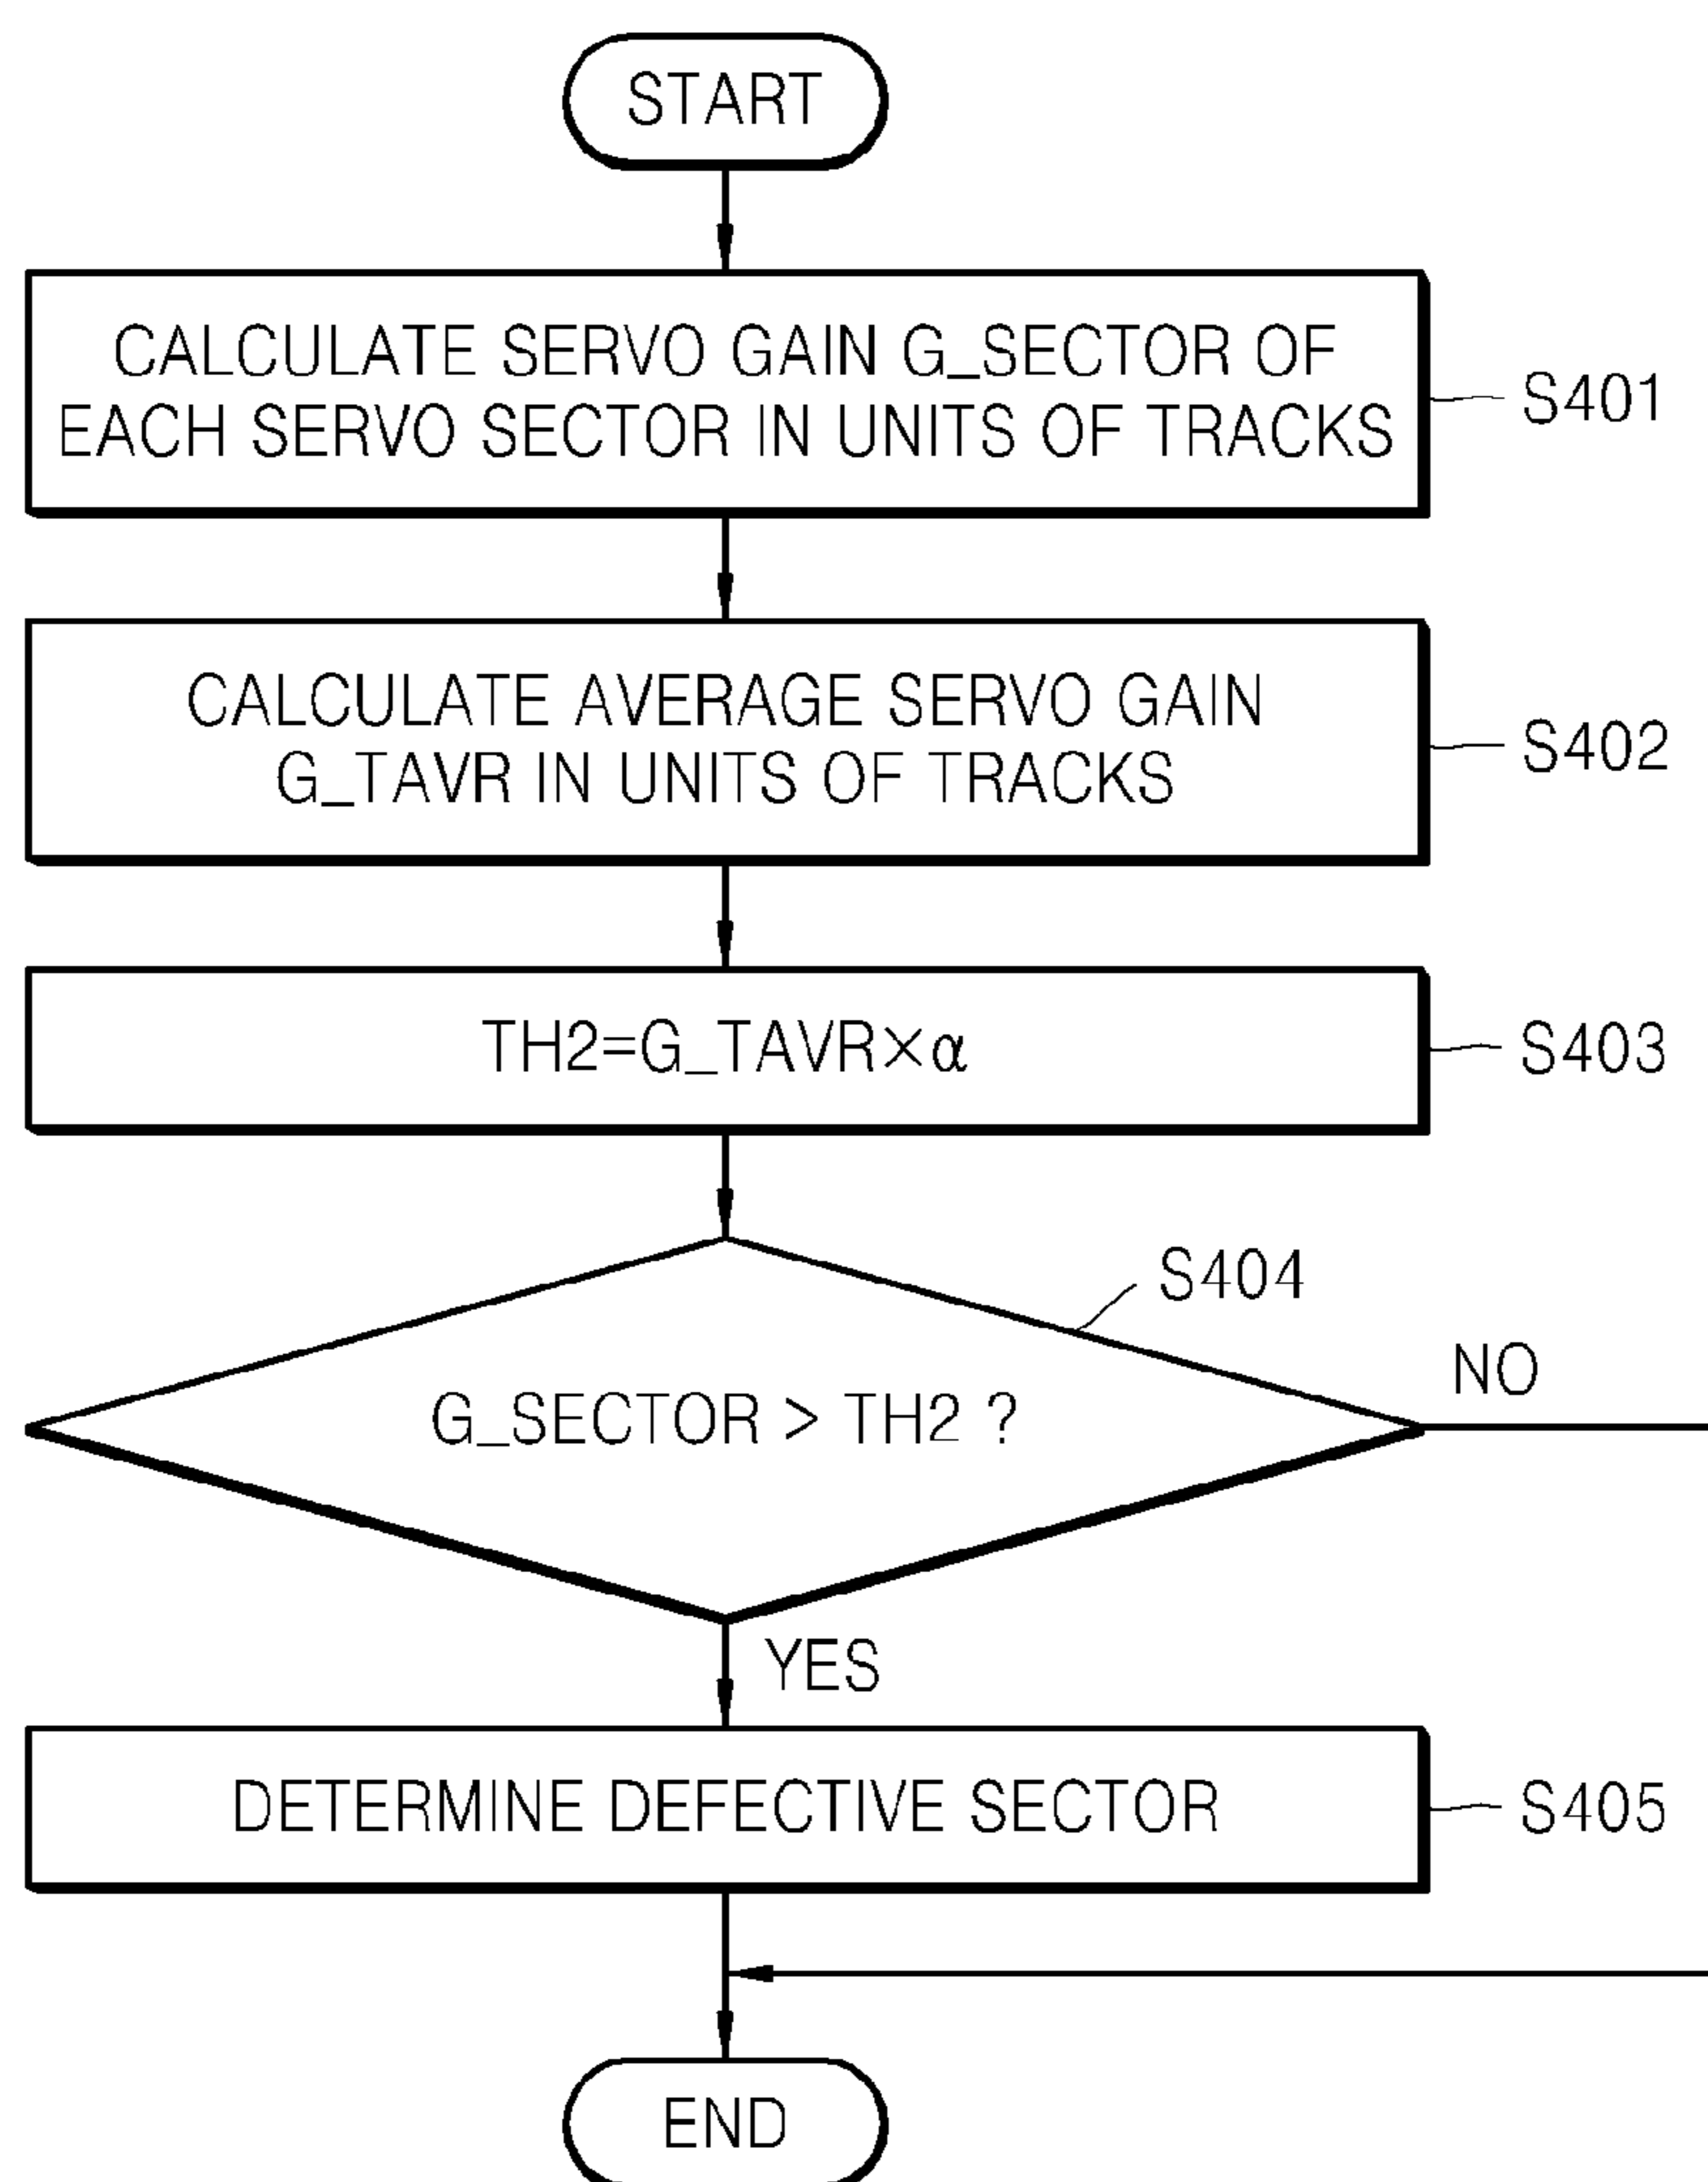 START
CALCULATE SERVO GAIN G_SECTOR OF
EACH SERVO SECTOR IN UNITS OF TRACKS
S401
CALCULATE AVERAGE SERVO GAIN
G_TAVR IN UNITS OF TRACKS
S402
TH2=G_TAVR×α
S403
S404
NO
G_SECTOR > TH2 ?
YES
DETERMINE DEFECTIVE SECTOR
S405
END